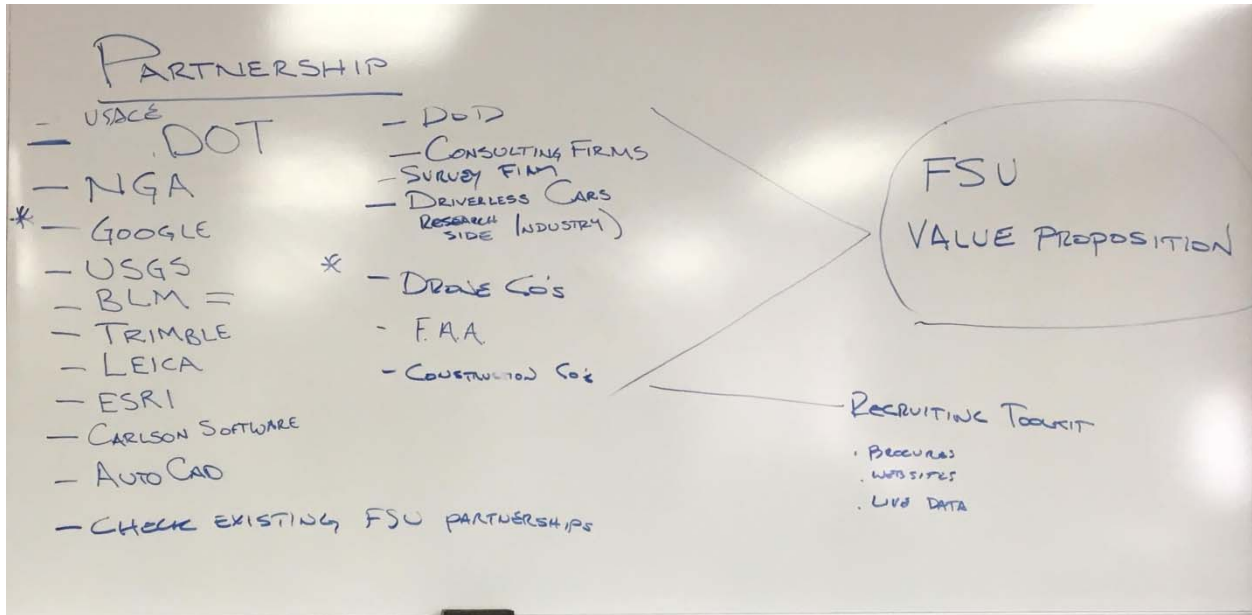 PARTNERSHIP
- USACE
- DOT
- NGA
* - GOOGLE
- USGS
- BLM =
- TRIMBLE
- LEICA
- ESRI
- CARLSON SOFTWARE
- AUTO CAD
- CHECK EXISTING FSU PARTNERSHIPS
- DOD
- CONSULTING FIRMS
- SURVEY FIRM
- DRIVERLESS CARS
RESEARCH INDUSTRY)
SIDE
* - DRONE CO'S
- F.A.A.
- CONSTRUCTION CO'S
FSU
VALUE PROPOSITION
RECRUITING TOOLKIT
. BROCURES
. WEBSITES
. LIVE DATA